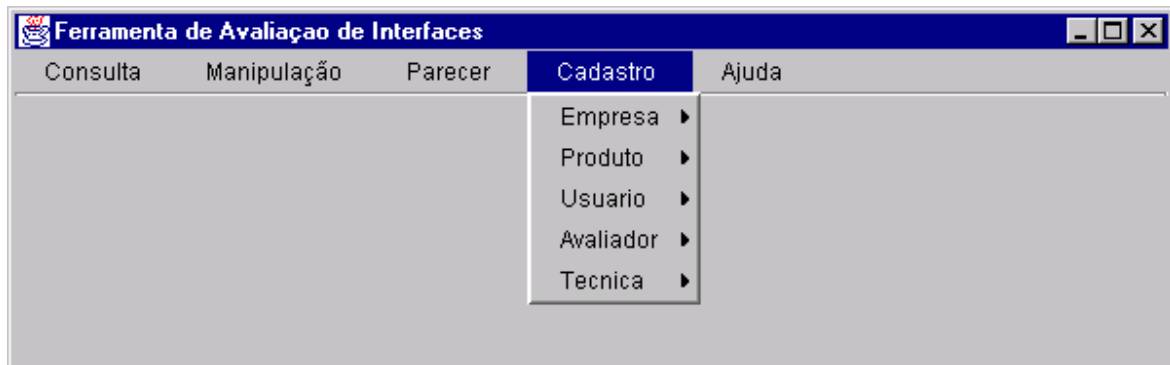 Ferramenta de Avaliaçao de Interfaces
Consulta Manipulação Parecer Cadastro Ajuda
Empresa
Produto
Usuario
Avaliador
Tecnica